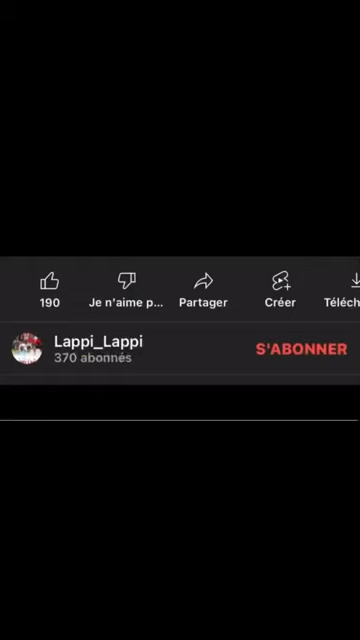 190
Je n'aime p...
Partager
Créer
Téléch
Lappi_Lappi
370 abonnés
S'ABONNER